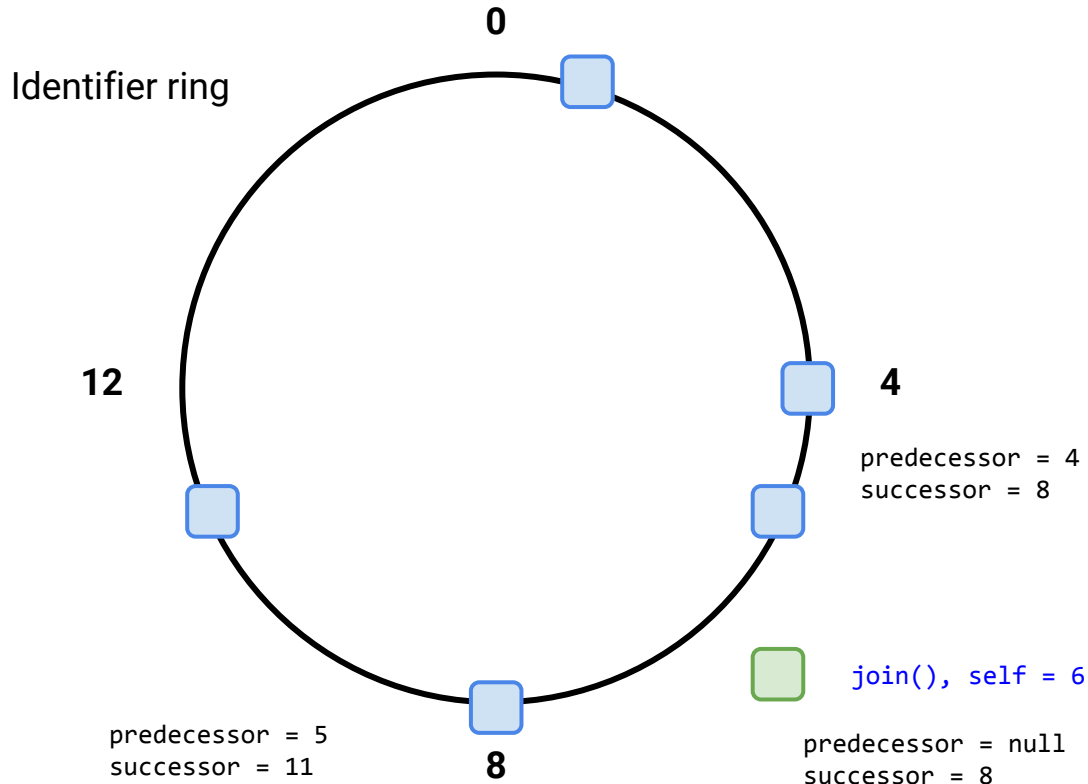 0
Identifier ring
12
4
predecessor = 4
successor = 8
join(), self = 6
predecessor = 5
successor = 11
8
predecessor = null
successor = 8